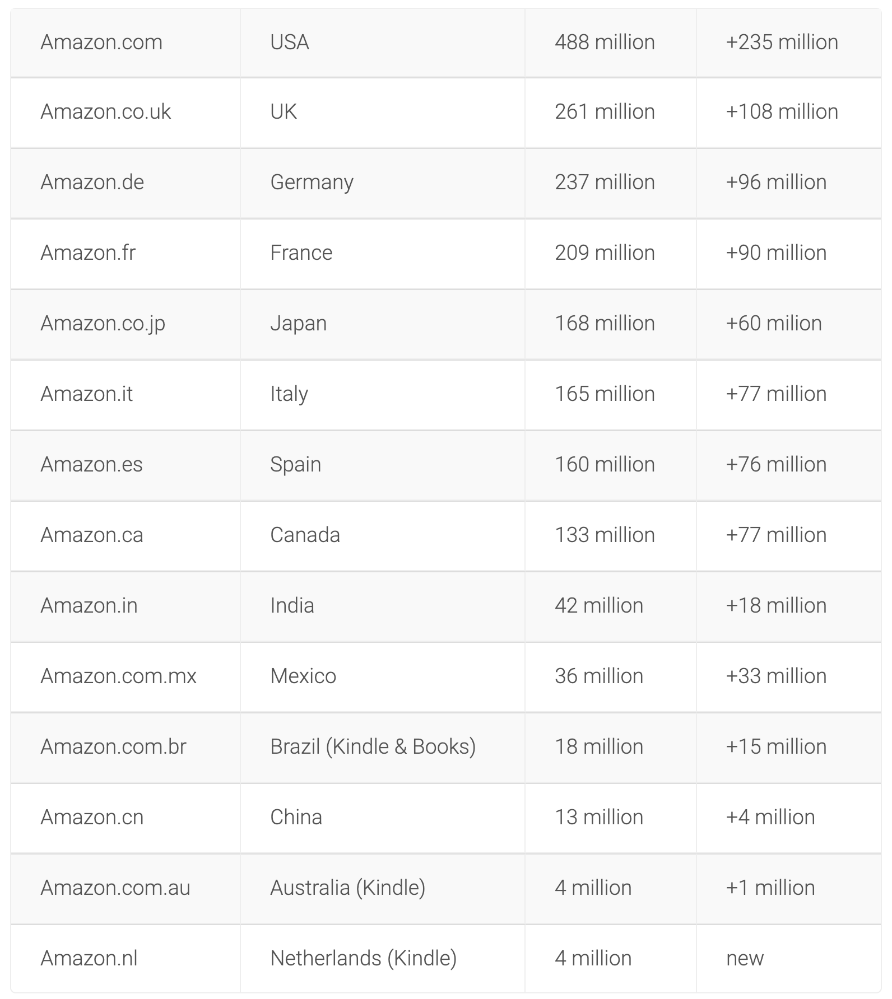 Amazon.com USA 488 million +235 million
Amazon.co.uk UK 261 million +108 million
Amazon.de Germany 237 million +96 million
Amazon.fr France 209 million +90 million
Amazon.co.jp Japan 168 million +60 milion
Amazon.it Italy 165 million +77 million
Amazon.es Spain 160 million +76 million
Amazon.ca Canada 133 million +77 million
Amazon.in India 42 million +18 million
Amazon.com.mx Mexico 36 million +33 million
Amazon.com.br Brazil (Kindle & Books) 18 million +15 million
Amazon.cn China 13 million +4 million
Amazon.com.au Australia (Kindle) 4 million +1 million
Amazon.nl Netherlands (Kindle) 4 million new